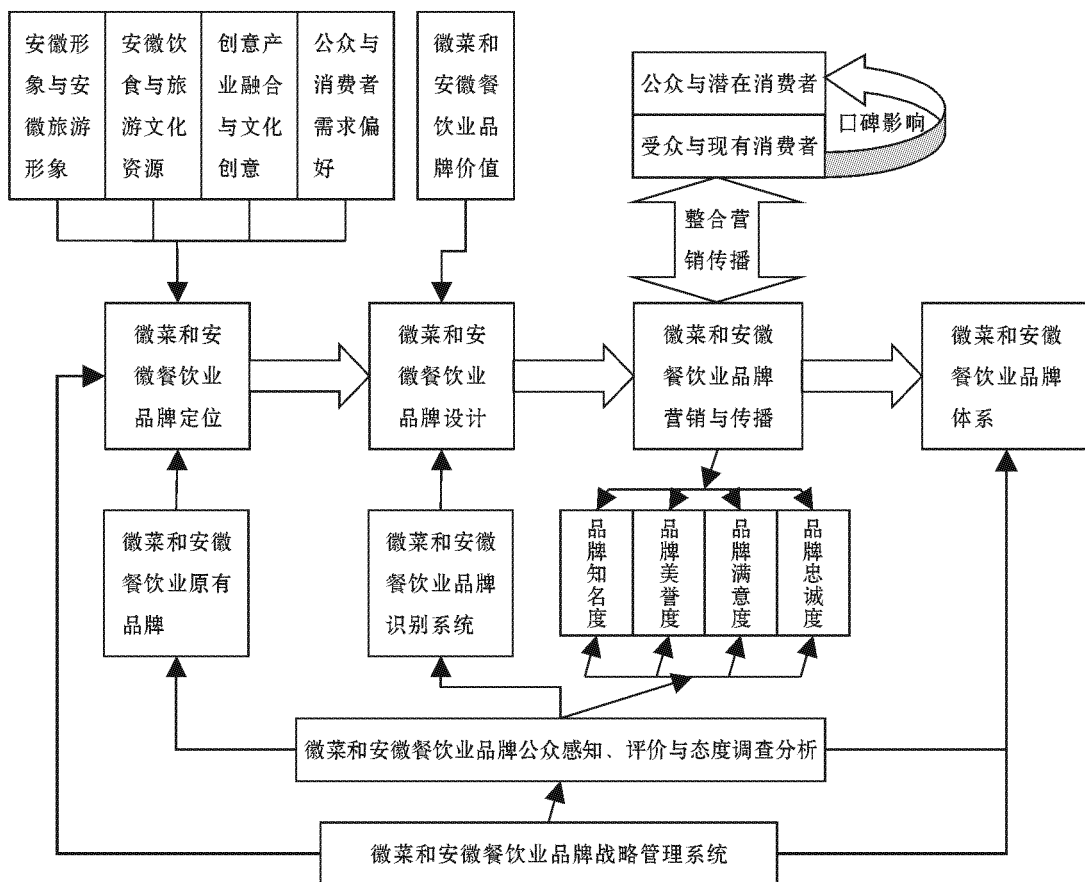 安徽形
象与安
徽旅游
形象
安徽饮
食与旅
游文化
资源
创意产
业融合
与文化
创意
公众与
消费者
需求偏
好
徽菜和
安徽餐
饮业品
牌价值
公众与潜在消费者
受众与现有消费者
口碑影响
整合营
销传播
徽菜和安
徽餐饮业
品牌定位
徽菜和安
徽餐饮业
品牌设计
徽菜和安徽
餐饮业品牌
营销与传播
徽菜和安徽
餐饮业品牌
体系
徽菜和安徽
餐饮业原有
品牌
徽菜和安徽
餐饮业品牌
识别系统
品牌知名度
品牌美誉度
品牌满意度
品牌忠诚度
徽菜和安徽餐饮业品牌公众感知、评价与态度调查分析
徽菜和安徽餐饮业品牌战略管理系统